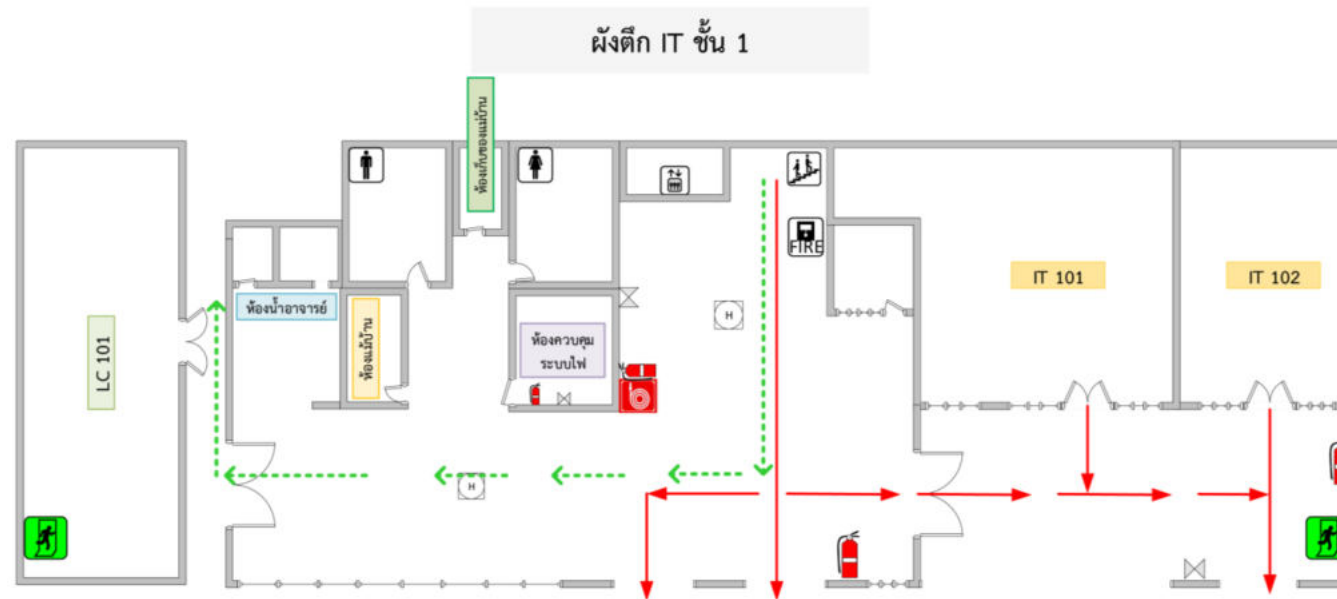 ผังตึก IT ชั้น 1
ห้องเก็บของแม่บ้าน
FIRE
IT 101
IT 102
ห้องน้ำอาจารย์
H
LC 101
ห้องแม่บ้าน
ห้องควบคุม
ระบบไฟ
H